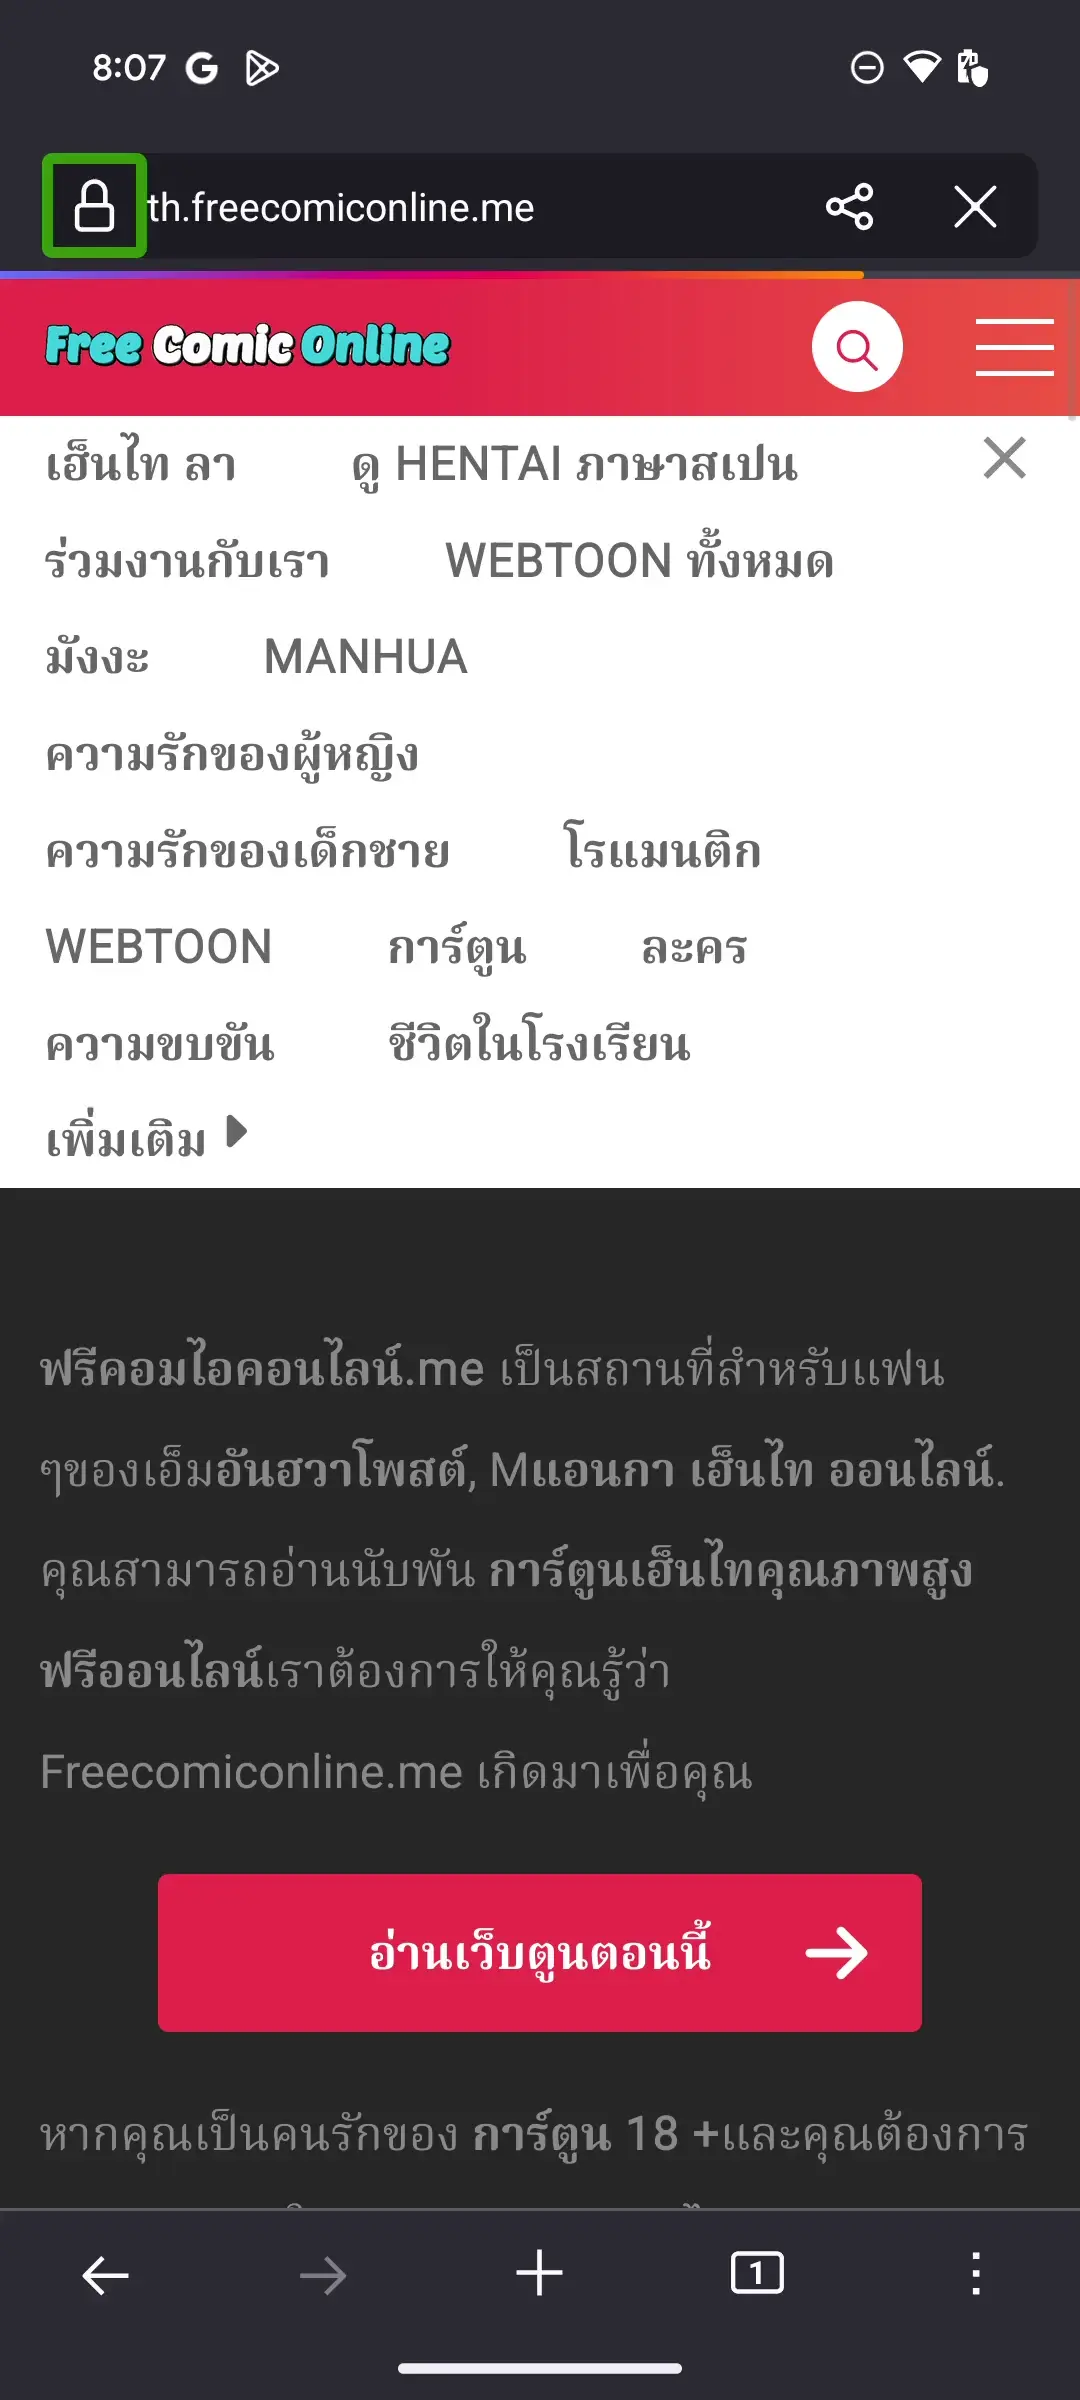 8:07
th.freecomiconline.me
Free Comic Online
เฮ็นไท ลา ดู HENTAI ภาษาสเปน
ร่วมงานกับเรา WEBTOON ทั้งหมด
มังงะ MANHUA
ความรักของผู้หญิง
ความรักของเด็กชาย โรแมนติก
WEBTOON การ์ตูน ละคร
ความขบขัน ชีวิตในโรงเรียน
เพิ่มเติม
ฟรีคอมไอคอนไลน์.me เป็นสถานที่สำหรับแฟน
ๆของเอ็มอันฮวาโพสต์, Mแอนกา เฮ็นไท ออนไลน์.
คุณสามารถอ่านนับพัน การ์ตูนเฮ็นไทคุณภาพสูง
ฟรีออนไลน์เราต้องการให้คุณรู้ว่า
Freecomiconline.me เกิดมาเพื่อคุณ
อ่านเว็บตูนตอนนี้
หากคุณเป็นคนรักของ การ์ตูน 18 +และคุณต้องการ
1